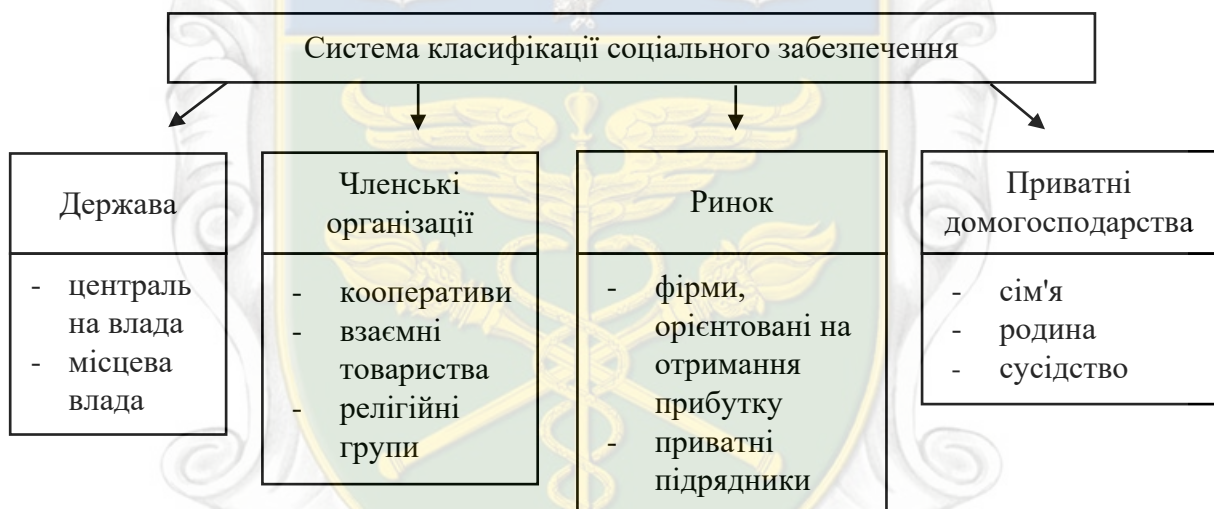 Система класифікації соціального забезпечення
Держава
- централь
на влада
- місцева
влада
Членські
організації
- кооперативи
- взаємні
товариства
- релігійні
групи
Ринок
- фірми,
орієнтовані на
отримання
прибутку
- приватні
підрядники
Приватні
домогосподарства
- сім'я
- родина
- сусідство